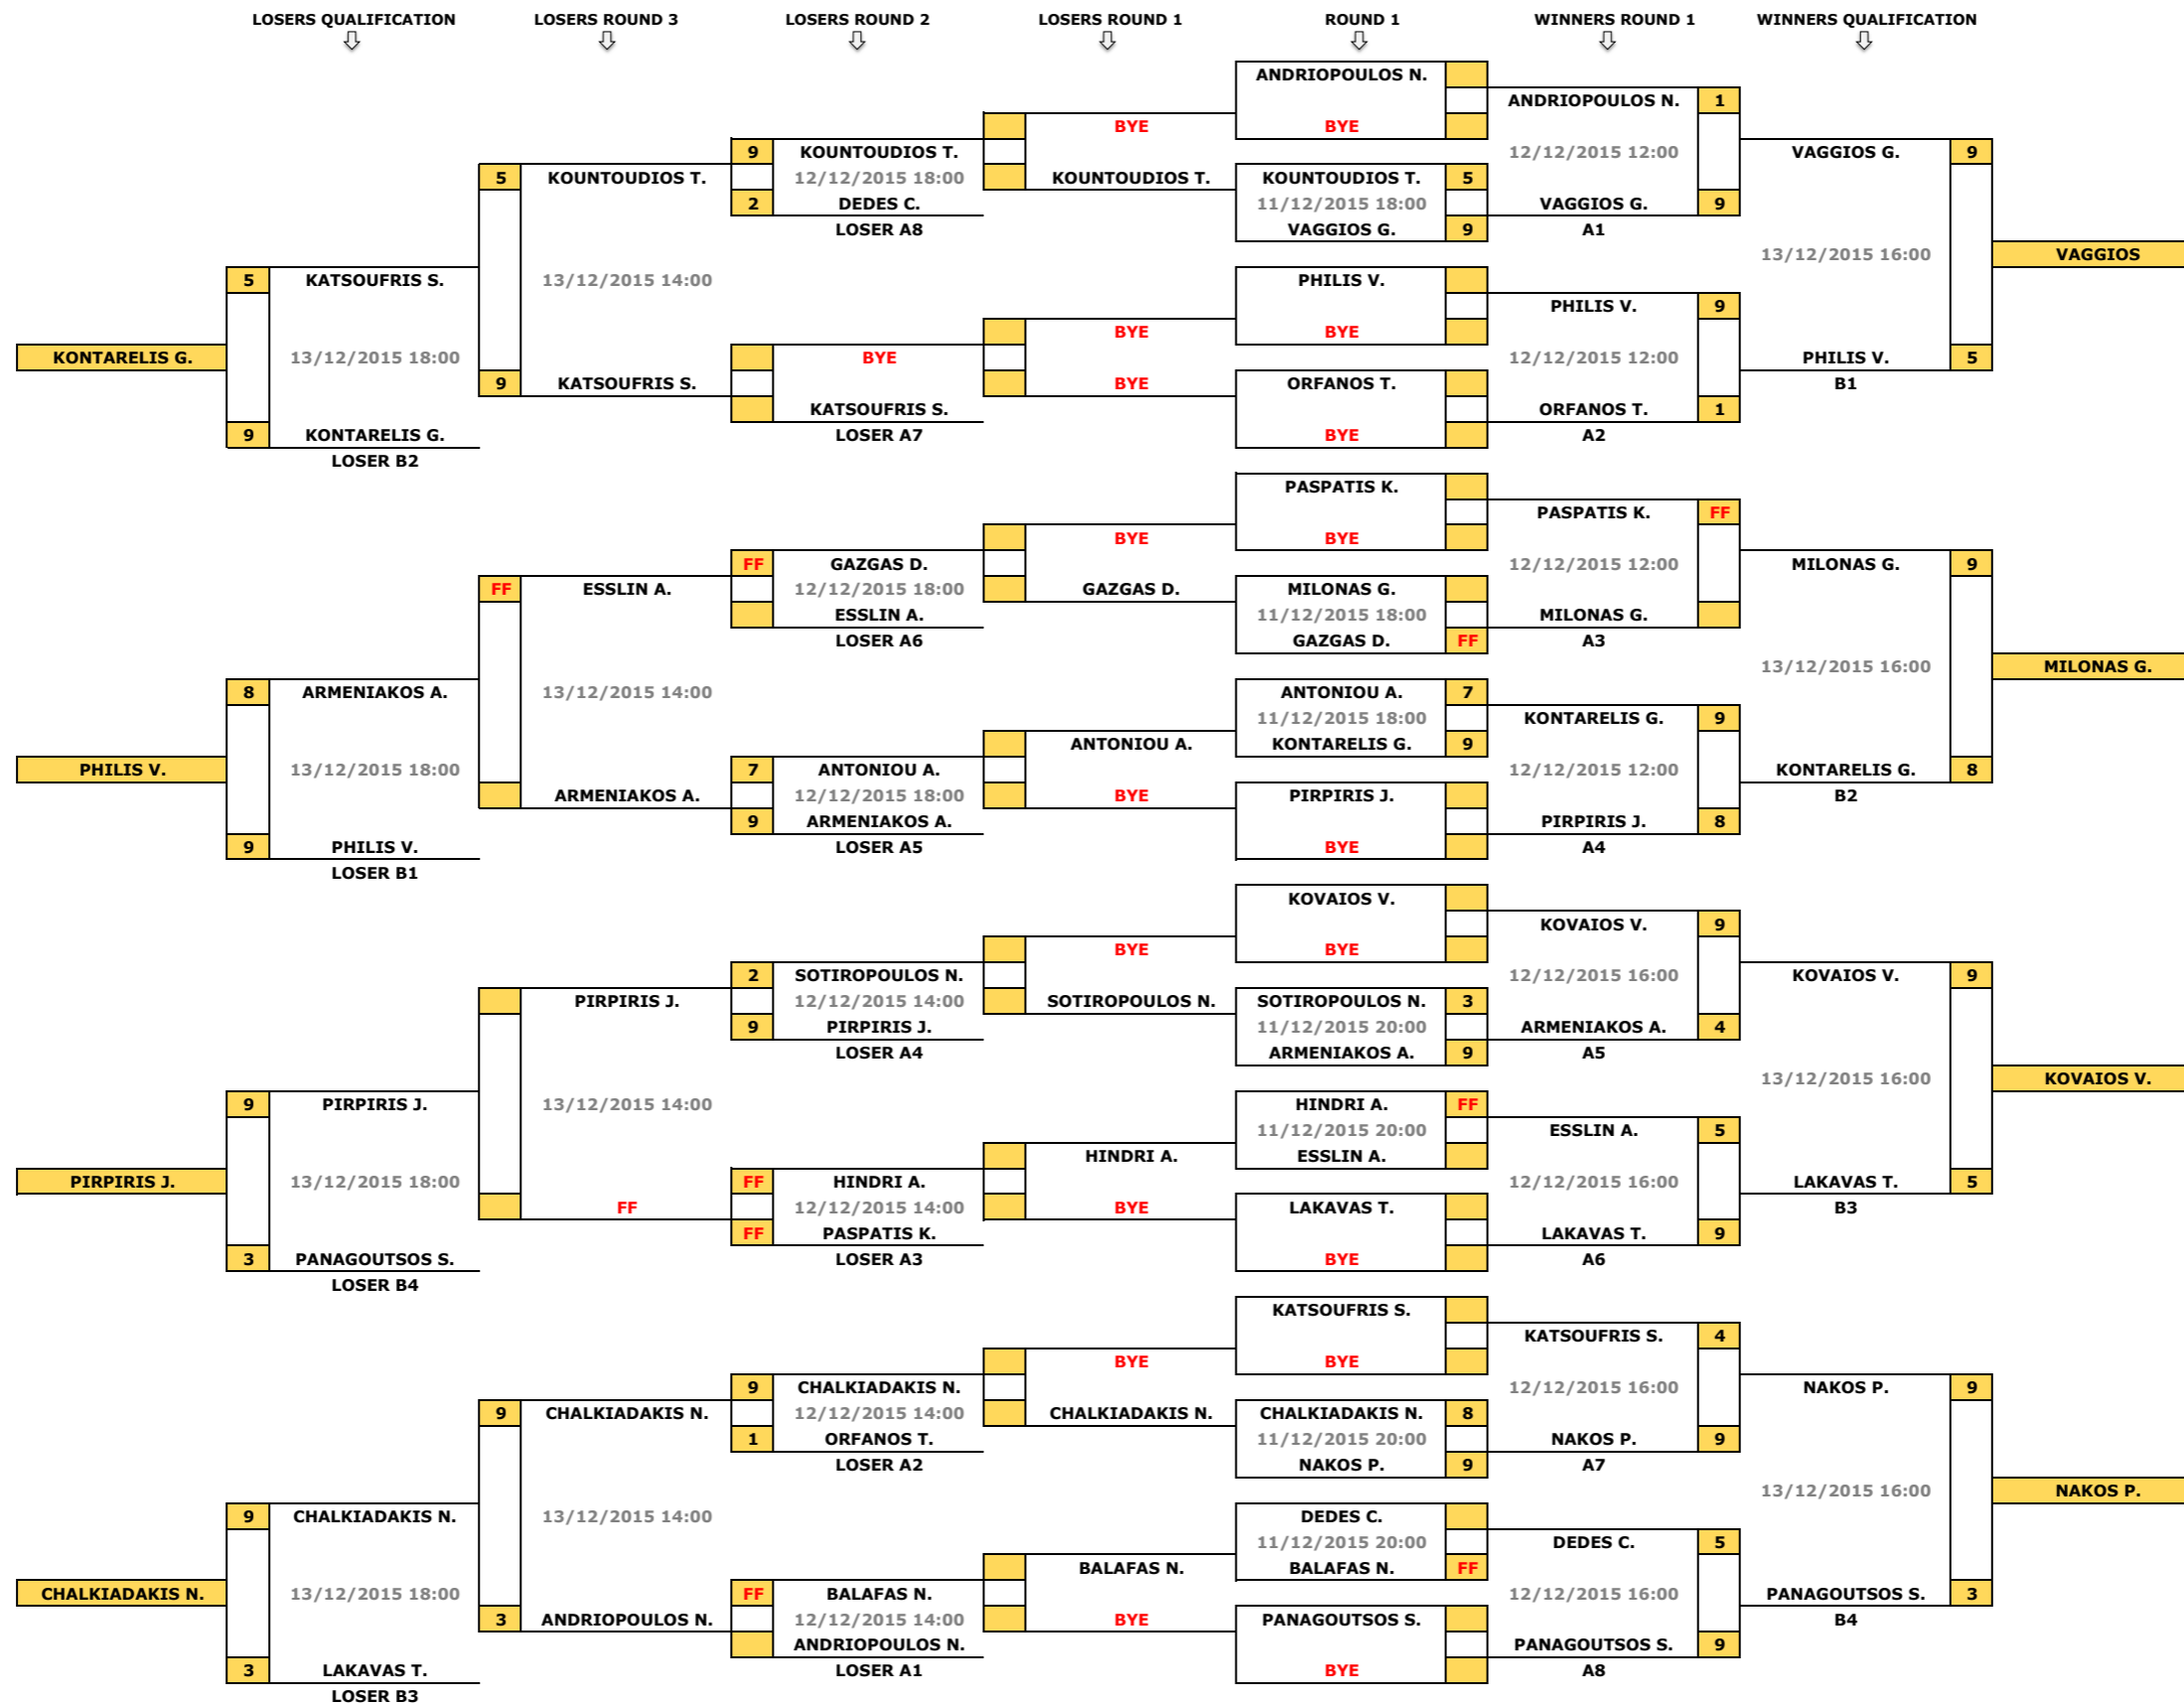 LOSERS QUALIFICATION LOSERS ROUND 3 LOSERS ROUND 2 LOSERS ROUND 1 ROUND 1 WINNERS ROUND 1 WINNERS QUALIFICATION
ANDRIOPOULOS N.
ANDRIOPOULOS N. 1
BYE BYE
9 KOUNTOUDIOS T. 12/12/2015 12:00 VAGGIOS G. 9
5 KOUNTOUDIOS T. 12/12/2015 18:00 KOUNTOUDIOS T. KOUNTOUDIOS T. 5
2 DEDES C. 11/12/2015 18:00 VAGGIOS G. 9
LOSER A8 VAGGIOS G. 9 A1
13/12/2015 16:00 VAGGIOS
5 KATSOUFRIS S. 13/12/2015 14:00 PHILIS V.
PHILIS V. 9
BYE BYE
KONTARELIS G. 13/12/2015 18:00 BYE 12/12/2015 12:00 PHILIS V. 5
9 KATSOUFRIS S. BYE ORFANOS T. B1
KATSOUFRIS S. ORFANOS T. 1
9 KONTARELIS G. LOSER A7 BYE A2
LOSER B2
PASPATIS K.
PASPATIS K. FF
BYE BYE
FF GAZGAS D. 12/12/2015 12:00 MILONAS G. 9
FF ESSLIN A. 12/12/2015 18:00 GAZGAS D. MILONAS G.
ESSLIN A. 11/12/2015 18:00 MILONAS G.
LOSER A6 GAZGAS D. FF A3
13/12/2015 16:00 MILONAS G.
8 ARMENIAKOS A. 13/12/2015 14:00 ANTONIOU A. 7
11/12/2015 18:00 KONTARELIS G. 9
ANTONIOU A. KONTARELIS G. 9
PHILIS V. 13/12/2015 18:00 7 ANTONIOU A. 12/12/2015 12:00 KONTARELIS G. 8
ARMENIAKOS A. 12/12/2015 18:00 BYE PIRPIRIS J. B2
9 ARMENIAKOS A. PIRPIRIS J. 8
9 PHILIS V. LOSER A5 BYE A4
LOSER B1
KOVAIOS V.
KOVAIOS V. 9
BYE BYE
2 SOTIROPOULOS N. 12/12/2015 16:00 KOVAIOS V. 9
PIRPIRIS J. 12/12/2015 14:00 SOTIROPOULOS N. SOTIROPOULOS N. 3
9 PIRPIRIS J. 11/12/2015 20:00 ARMENIAKOS A. 4
LOSER A4 ARMENIAKOS A. 9 A5
13/12/2015 16:00 KOVAIOS V.
9 PIRPIRIS J. 13/12/2015 14:00 HINDRI A. FF
11/12/2015 20:00 ESSLIN A. 5
HINDRI A. ESSLIN A.
PIRPIRIS J. 13/12/2015 18:00 FF HINDRI A. 12/12/2015 16:00 LAKAVAS T. 5
FF 12/12/2015 14:00 BYE LAKAVAS T. B3
FF PASPATIS K. LAKAVAS T. 9
3 PANAGOUTSOS S. LOSER A3 BYE A6
LOSER B4
KATSOUFRIS S.
KATSOUFRIS S. 4
BYE BYE
9 CHALKIADAKIS N. 12/12/2015 16:00 NAKOS P. 9
9 CHALKIADAKIS N. 12/12/2015 14:00 CHALKIADAKIS N. CHALKIADAKIS N. 8
1 ORFANOS T. 11/12/2015 20:00 NAKOS P. 9
LOSER A2 NAKOS P. 9 A7
13/12/2015 16:00 NAKOS P.
9 CHALKIADAKIS N. 13/12/2015 14:00 DEDES C.
11/12/2015 20:00 DEDES C. 5
BALAFAS N. BALAFAS N. FF
CHALKIADAKIS N. 13/12/2015 18:00 FF BALAFAS N. 12/12/2015 16:00 PANAGOUTSOS S. 3
3 ANDRIOPOULOS N. 12/12/2015 14:00 BYE PANAGOUTSOS S. B4
ANDRIOPOULOS N. PANAGOUTSOS S. 9
3 LAKAVAS T. LOSER A1 BYE A8
LOSER B3